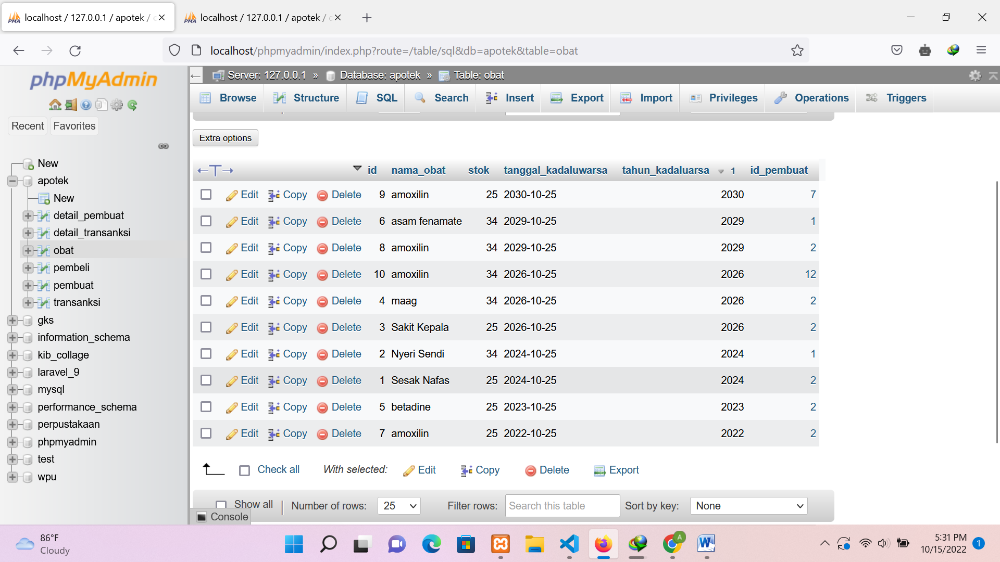 localhost / 127.0.0.1 / apotek /
localhost / 127.0.0.1 / apotek /
localhost/phpmyadmin/index.php?route=/table/sql&db=apotek&table=obat
phpMyAdmin
Recent Favorites
New
apotek
New
detail_pembuat
detail_transanksi
obat
pembeli
pembuat
transanksi
gks
information_schema
kib_collage
laravel_9
mysql
performance_schema
perpustakaan
phpmyadmin
test
wpu
Server: 127.0.0.1 » Database: apotek » Table: obat
Browse Structure SQL Search Insert Export Import Privileges Operations Triggers
Extra options
id nama_obat stok tanggal_kadaluwarsa tahun_kadaluarsa 1 id_pembuat
Edit Copy Delete 9 amoxilin 25 2030-10-25 2030 7
Edit Copy Delete 6 asam fenamate 34 2029-10-25 2029 1
Edit Copy Delete 8 amoxilin 34 2029-10-25 2029 2
Edit Copy Delete 10 amoxilin 34 2026-10-25 2026 12
Edit Copy Delete 4 maag 34 2026-10-25 2026 2
Edit Copy Delete 3 Sakit Kepala 25 2026-10-25 2026 2
Edit Copy Delete 2 Nyeri Sendi 34 2024-10-25 2024 1
Edit Copy Delete 1 Sesak Nafas 25 2024-10-25 2024 2
Edit Copy Delete 5 betadine 25 2023-10-25 2023 2
Edit Copy Delete 7 amoxilin 25 2022-10-25 2022 2
Check all With selected: Edit Copy Delete Export
Show all Number of rows: 25 Filter rows: Search this table Sort by key: None
Console
86°F
Cloudy
5:31 PM
10/15/2022
1